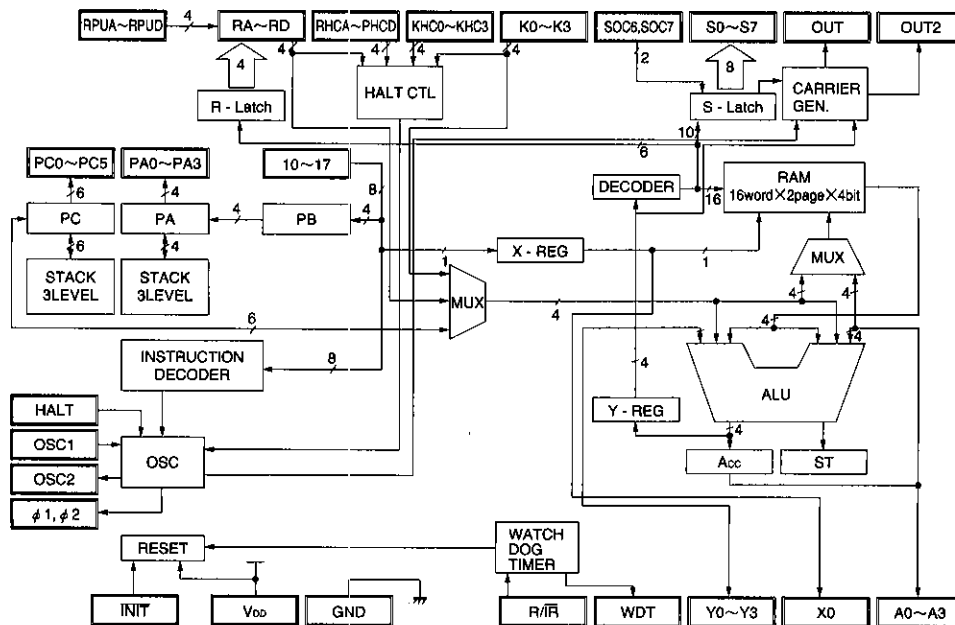 RPUA~RPUD 4 RA~RD RHCA~PHCD KHC0~KHC3 K0~K3 SOC6,SOC7 S0~S7 OUT OUT2
4 4 4 4 2
4 8
HALT CTL
R - Latch S - Latch CARRIER
GEN.
10
6
PC0~PC5 PA0~PA3 10~17
6 4 8
DECODER 16 RAM
16word×2page×4bit
PC PA 4 PB 4
6 4
1 X - REG 1
STACK
3LEVEL
STACK
3LEVEL
MUX MUX
4 4 4
6
4 4
INSTRUCTION
DECODER
8
4
ALU
HALT
Y - REG
4
OSC1 OSC
Acc ST
OSC2
φ1, φ2
RESET WATCH
DOG
TIMER
INIT VDD GND R/IR WDT Y0~Y3 X0 A0~A3